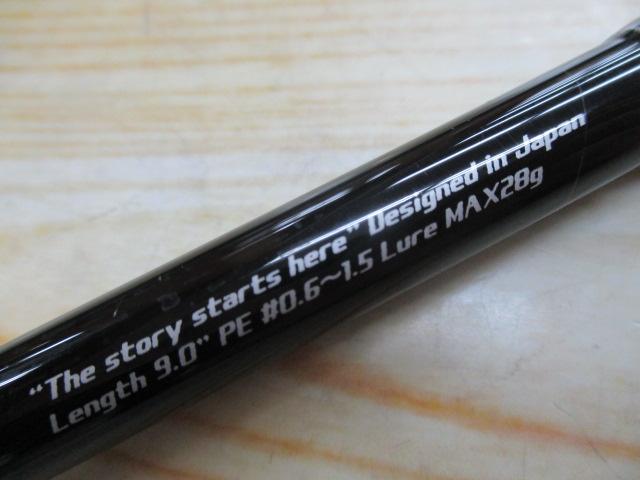 “The story starts here” Designed in Japan
Length 9.0” PE #0.6～1.5 Lure MAX28g